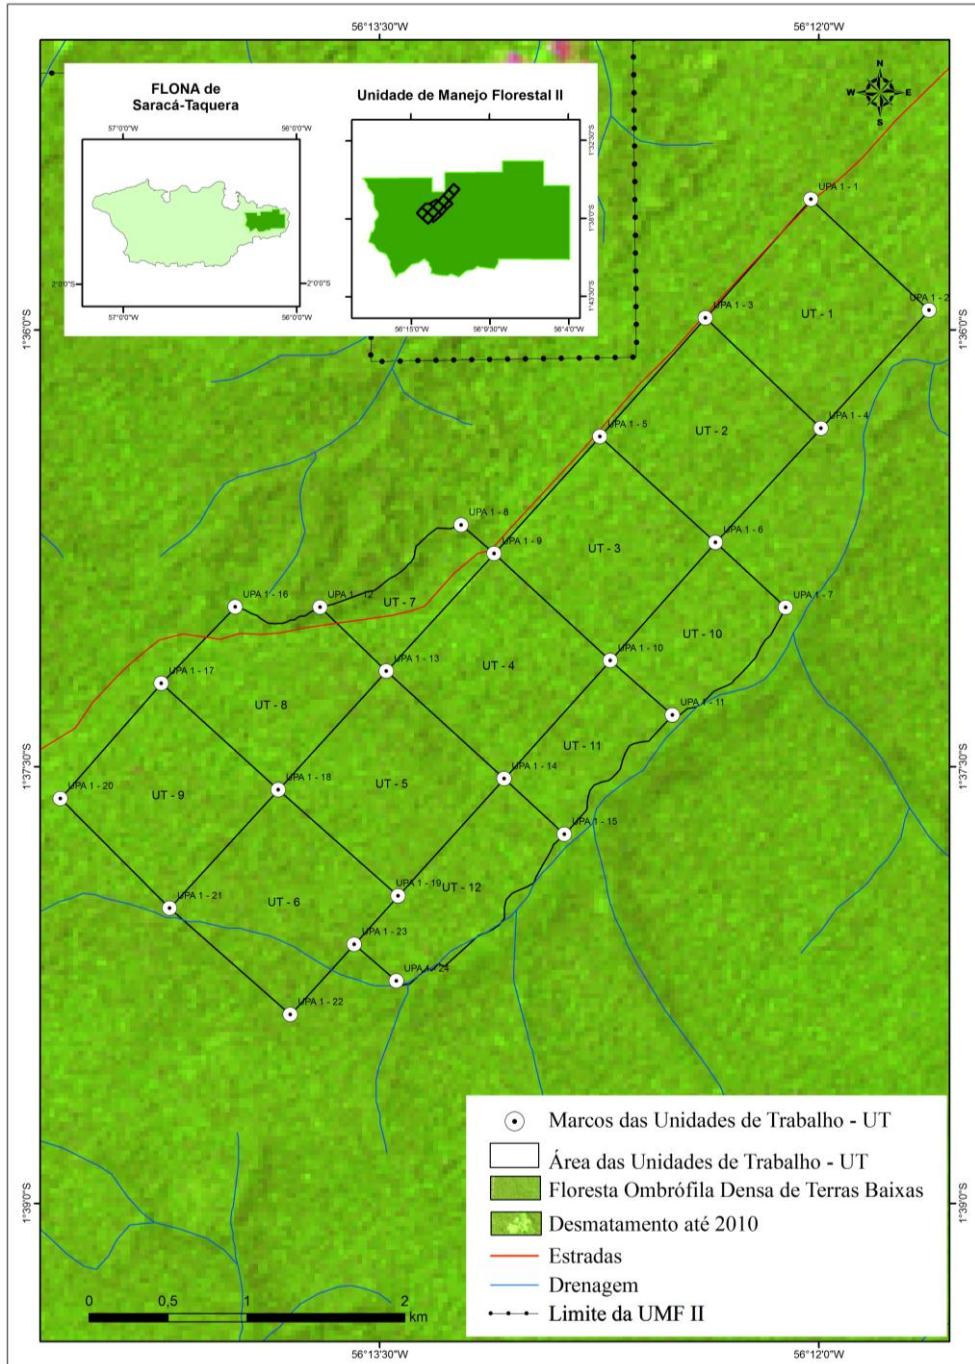 56°13'30"W
56°12'0"W
FLONA de
Saracá-Taquera
57°0'0"W
56°0'0"W
2°0'0"S
2°0'0"S
57°0'0"W
56°0'0"W
Unidade de Manejo Florestal II
1°32'30"S
1°38'0"S
1°43'30"S
56°15'0"W
56°9'30"W
56°4'0"W
N
W
E
S
1°36'0"S
1°36'0"S
UPA 1 - 1
UPA 1 - 2
UPA 1 - 3
UT - 1
UPA 1 - 4
UPA 1 - 5
UT - 2
UPA 1 - 6
UPA 1 - 8
UPA 1 - 9
UT - 3
UPA 1 - 7
UPA 1 - 16
UPA 1 - 12
UT - 7
UT - 10
UPA 1 - 10
UPA 1 - 13
UT - 4
UPA 1 - 17
UT - 8
UPA 1 - 11
UT - 11
1°37'30"S
1°37'30"S
UPA 1 - 14
UPA 1 - 18
UT - 5
UPA 1 - 20
UT - 9
UPA 1 - 15
UPA 1 - 19
UT - 12
UPA 1 - 21
UT - 6
UPA 1 - 23
UPA 1 - 24
UPA 1 - 22
Marcos das Unidades de Trabalho - UT
Área das Unidades de Trabalho - UT
Floresta Ombrófila Densa de Terras Baixas
Desmatamento até 2010
Estradas
Drenagem
Limite da UMF II
1°39'0"S
1°39'0"S
0 0,5 1 2
km
56°13'30"W
56°12'0"W